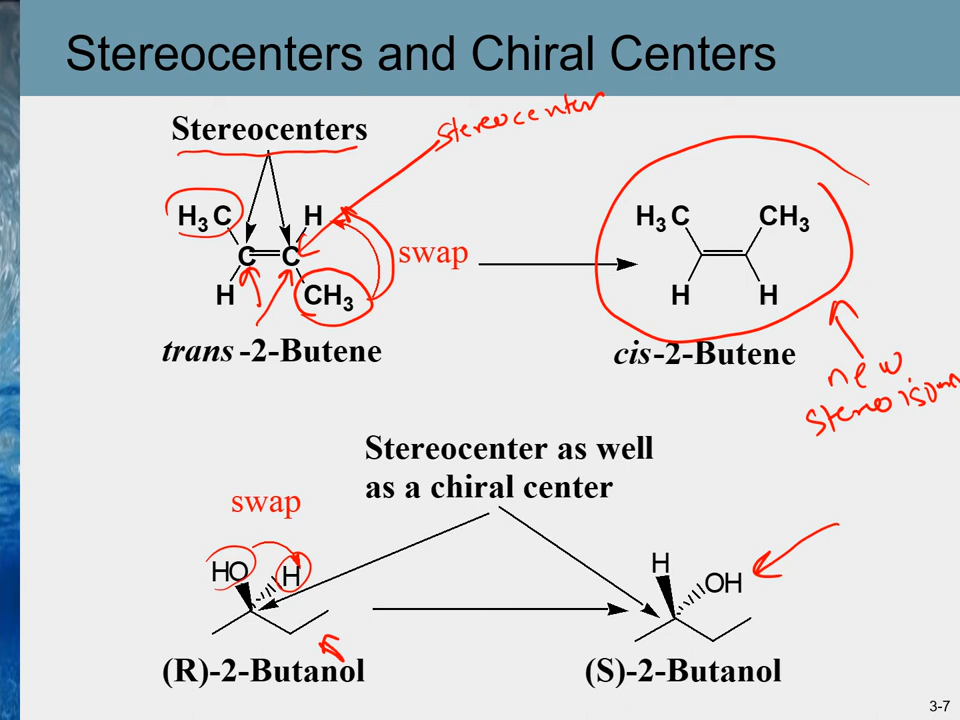 Stereocenters and Chiral Centers
Stereocenters
stereocenter
H3C H
C C
H CH3
swap
H3C CH3
H H
trans-2-Butene
cis-2-Butene
new
stereoisom
Stereocenter as well
as a chiral center
swap
HO H
H
OH
(R)-2-Butanol
(S)-2-Butanol
3-7